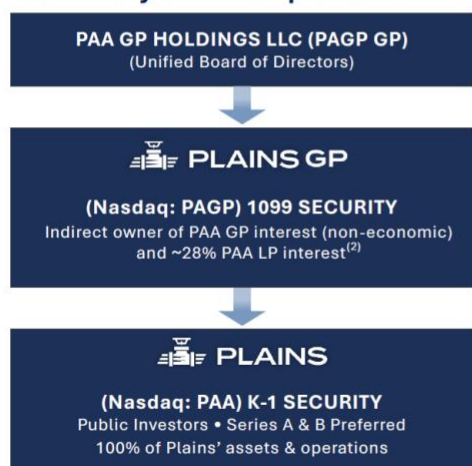 PAA GP HOLDINGS LLC (PAGP GP)
(Unified Board of Directors)
PLAINS GP
(Nasdaq: PAGP) 1099 SECURITY
Indirect owner of PAA GP interest (non-economic)
and ~28% PAA LP interest(2)
PLAINS
(Nasdaq: PAA) K-1 SECURITY
Public Investors • Series A & B Preferred
100% of Plains’ assets & operations